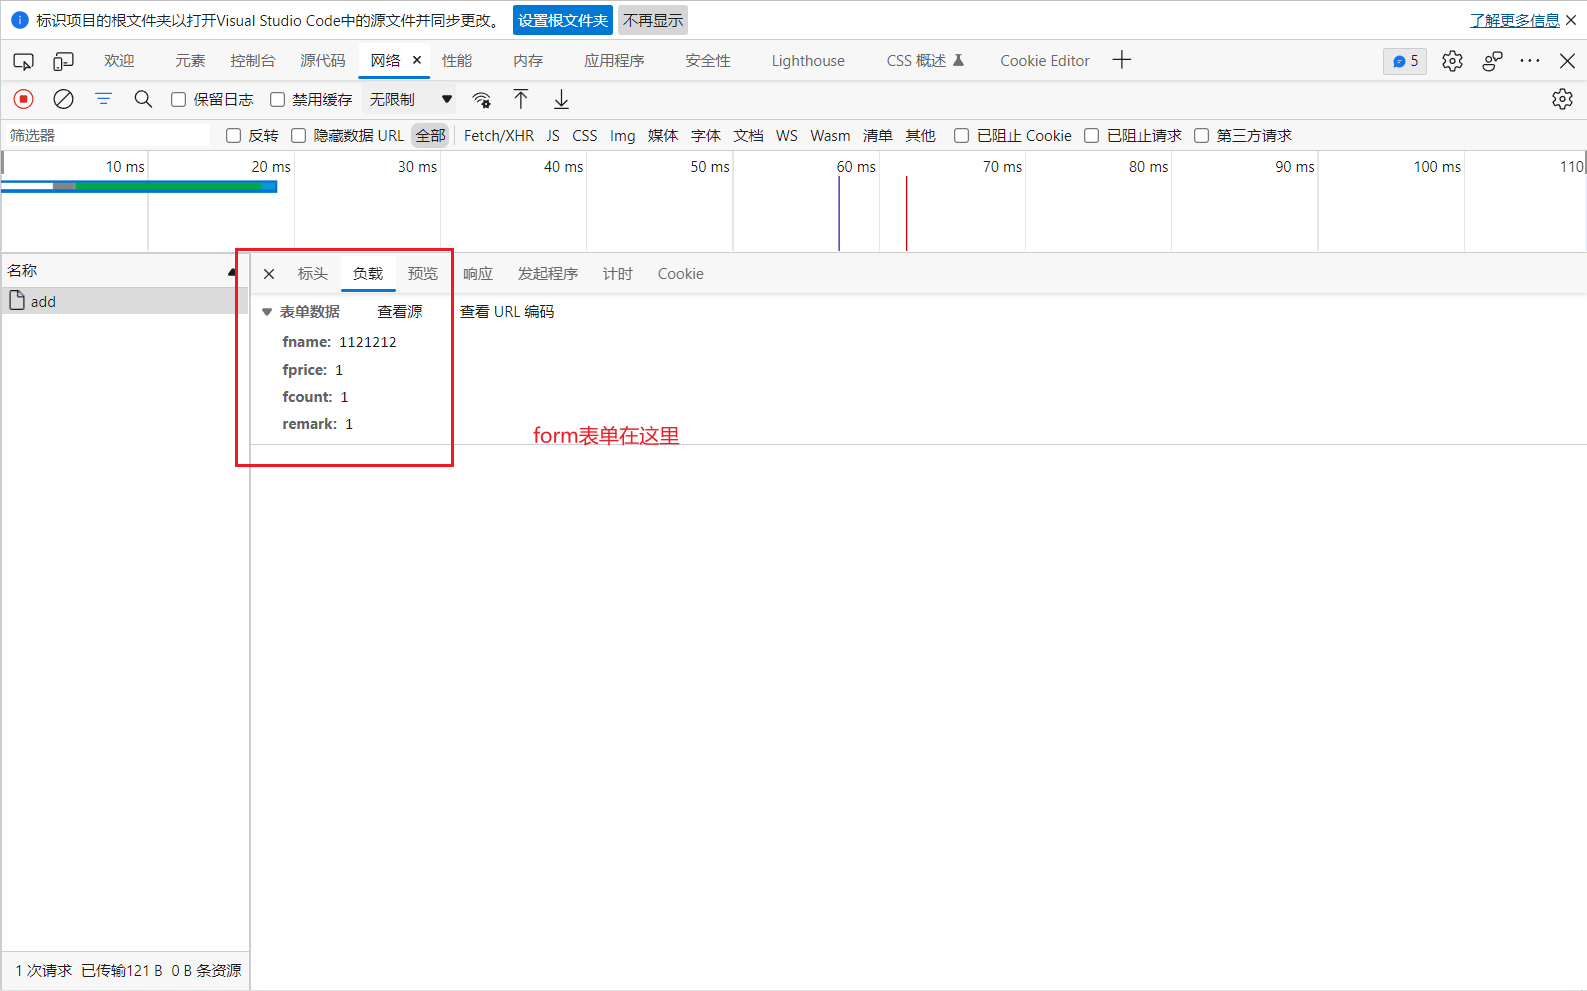 标识项目的根文件夹以打开Visual Studio Code中的源文件并同步更改。 设置根文件夹 不再显示 了解更多信息
欢迎 元素 控制台 源代码 网络 性能 内存 应用程序 安全性 Lighthouse CSS 概述 Cookie Editor 5
保留日志 禁用缓存 无限制
筛选器 反转 隐藏数据 URL 全部 Fetch/XHR JS CSS Img 媒体 字体 文档 WS Wasm 清单 其他 已阻止 Cookie 已阻止请求 第三方请求
10 ms 20 ms 30 ms 40 ms 50 ms 60 ms 70 ms 80 ms 90 ms 100 ms 110
名称 标头 负载 预览 响应 发起程序 计时 Cookie
add
表单数据 查看源 查看 URL 编码
fname: 1121212
fprice: 1
fcount: 1
remark: 1
form表单在这里
1 次请求 已传输121 B 0 B 条资源